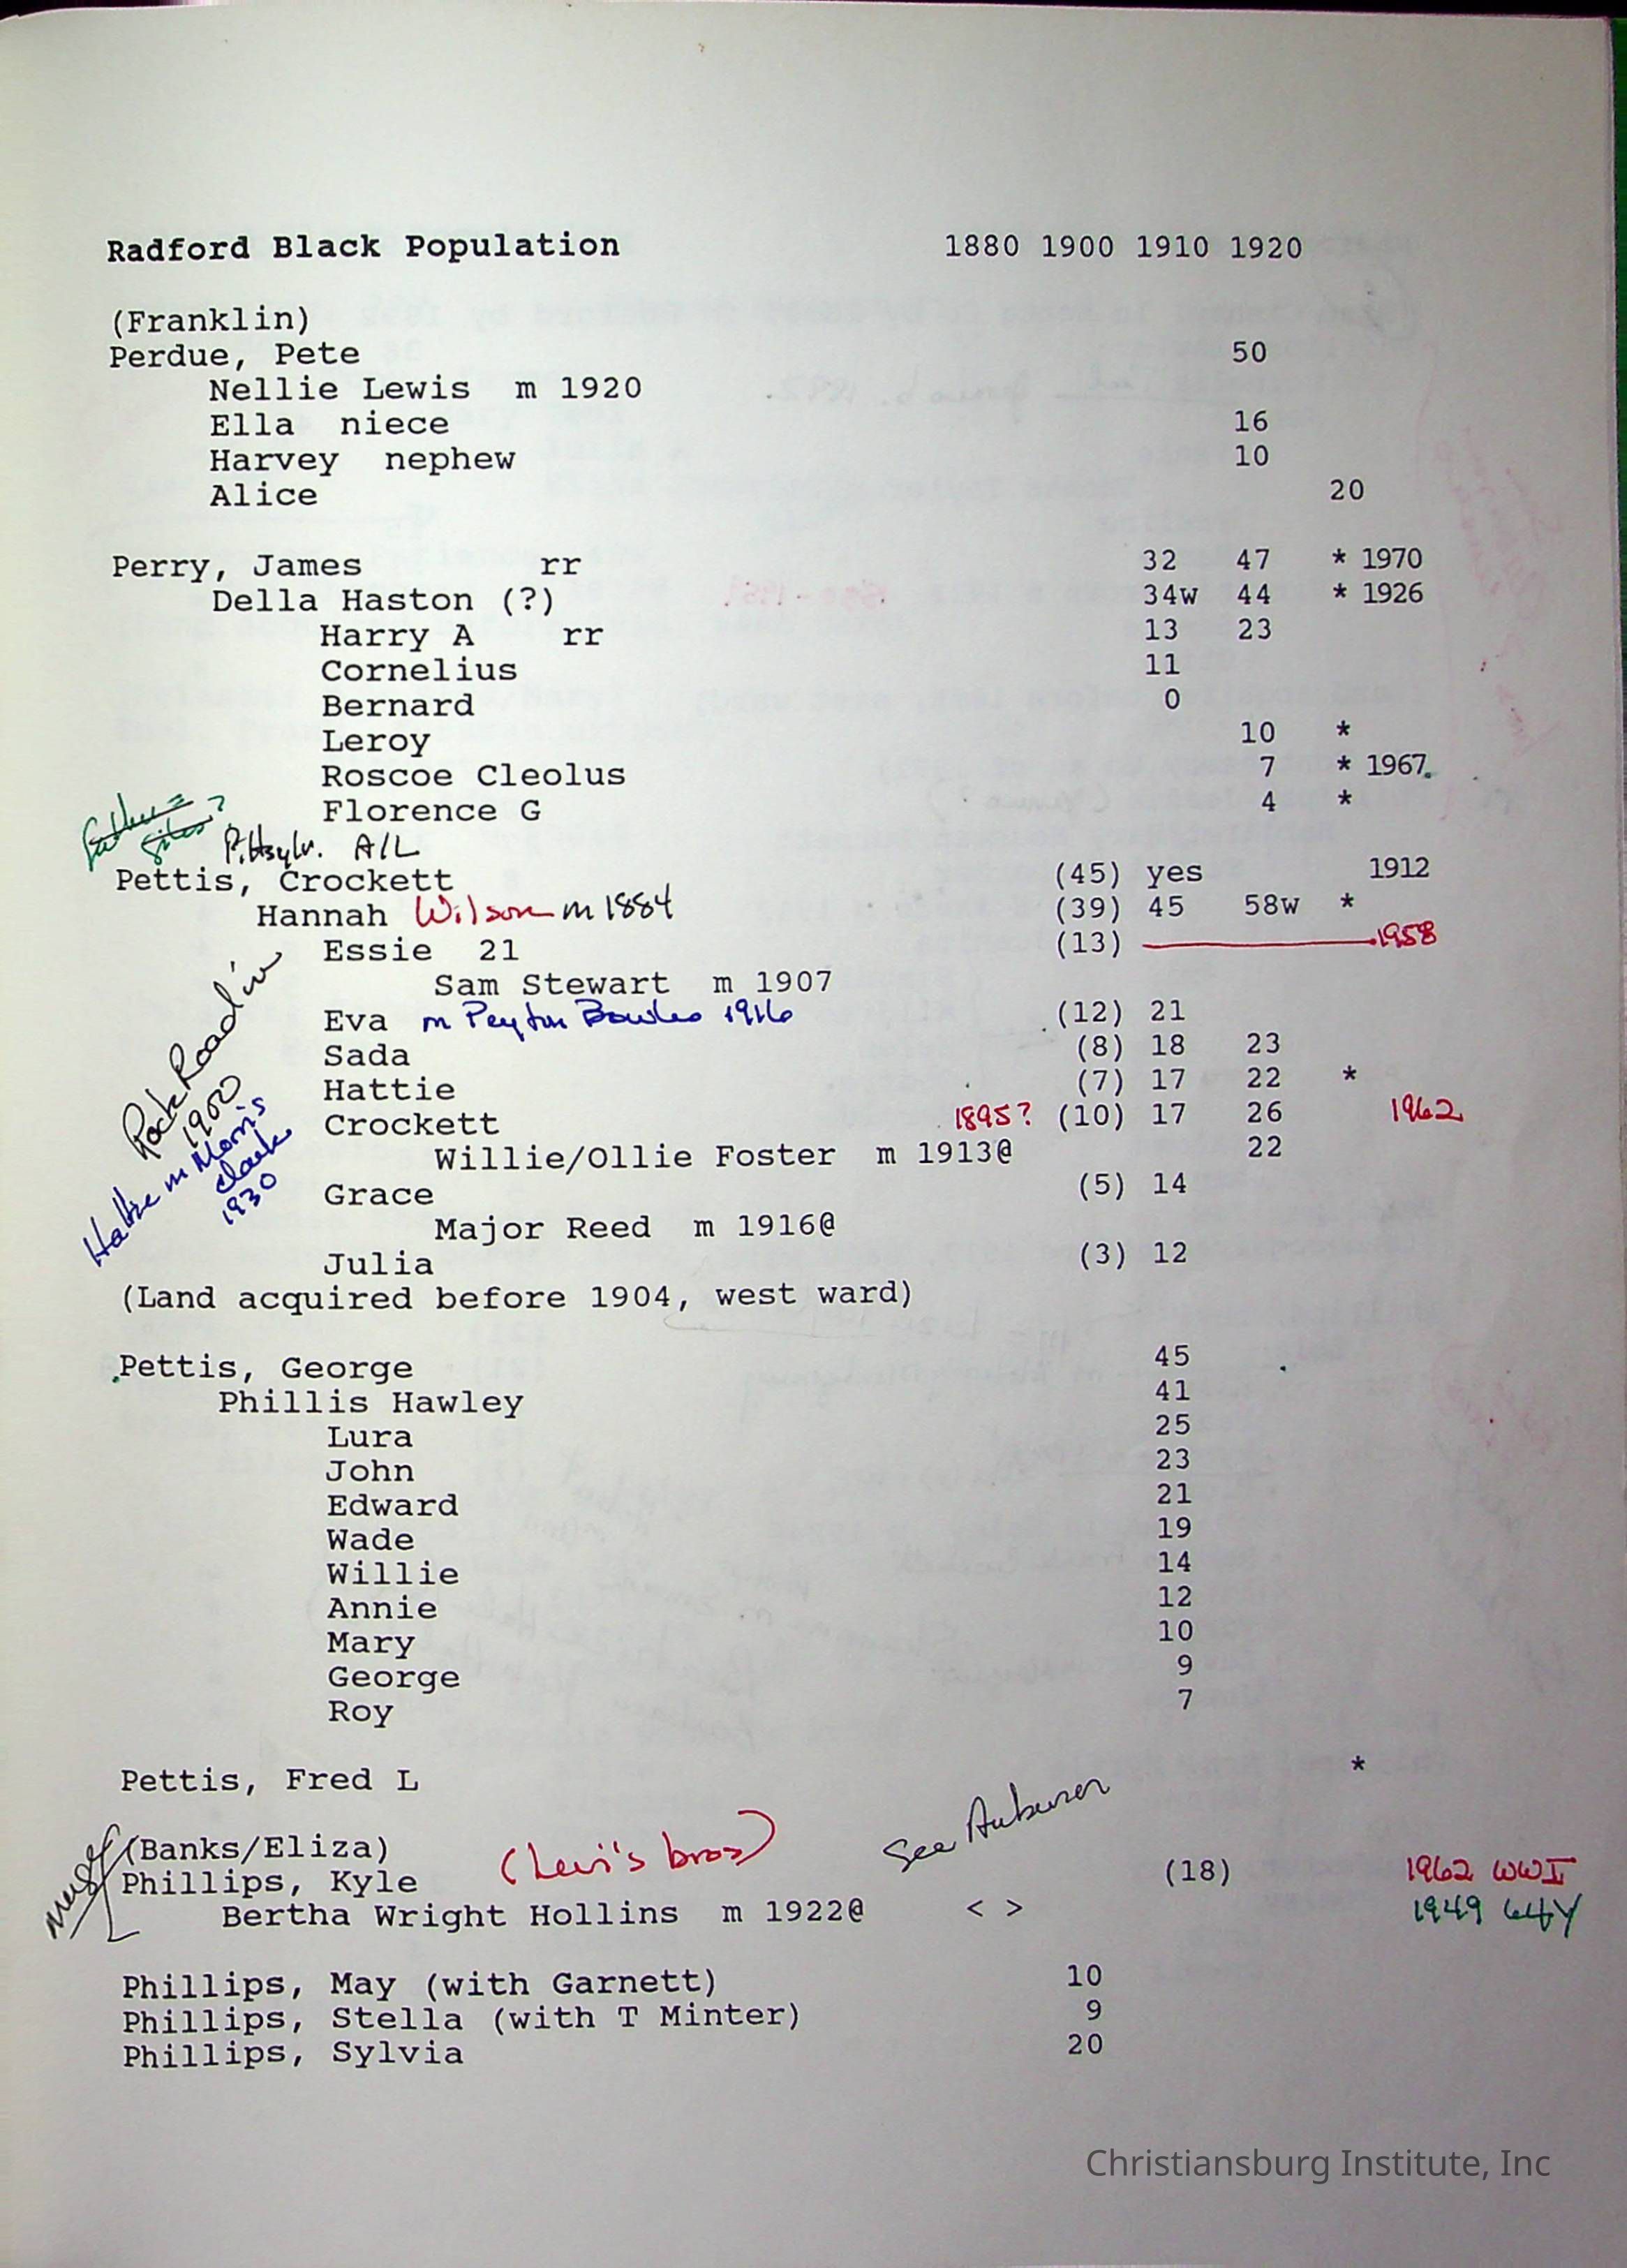 Radford Black Population 1880 1900 1910 1920
(Franklin)
Perdue, Pete 50
Nellie Lewis m 1920
Ella niece 16
Harvey nephew 10
Alice 20
Perry, James rr 32 47 * 1970
Della Haston (?) 34w 44 * 1926
Harry A rr 13 23
Cornelius 11
Bernard 0
Leroy 10 *
Roscoe Cleolus 7 * 1967
Florence G 4 *
Father = Giles?
Pittsylv. A/L
Pettis, Crockett (45) yes 1912
Hannah Wilson m 1884 (39) 45 58w *
Essie 21 (13) 1958
Sam Stewart m 1907
Eva m Peyton Bowles 1916 (12) 21
Sada (8) 18 23
Hattie (7) 17 22 *
Crockett 1895? (10) 17 26 1962
Willie/Ollie Foster m 1913@ 22
Grace (5) 14
Major Reed m 1916@
Julia (3) 12
Rock Road in
1900
Hattie m Morris
Clark
1930
(Land acquired before 1904, west ward)
Pettis, George 45
Phillis Hawley 41
Lura 25
John 23
Edward 21
Wade 19
Willie 14
Annie 12
Mary 10
George 9
Roy 7
Pettis, Fred L *
See Auburn
(Banks/Eliza) (Levi's bros)
Phillips, Kyle (18) 1962 WWI
Bertha Wright Hollins m 1922@ < > 1949 64Y
Phillips, May (with Garnett) 10
Phillips, Stella (with T Minter) 9
Phillips, Sylvia 20
Christiansburg Institute, Inc